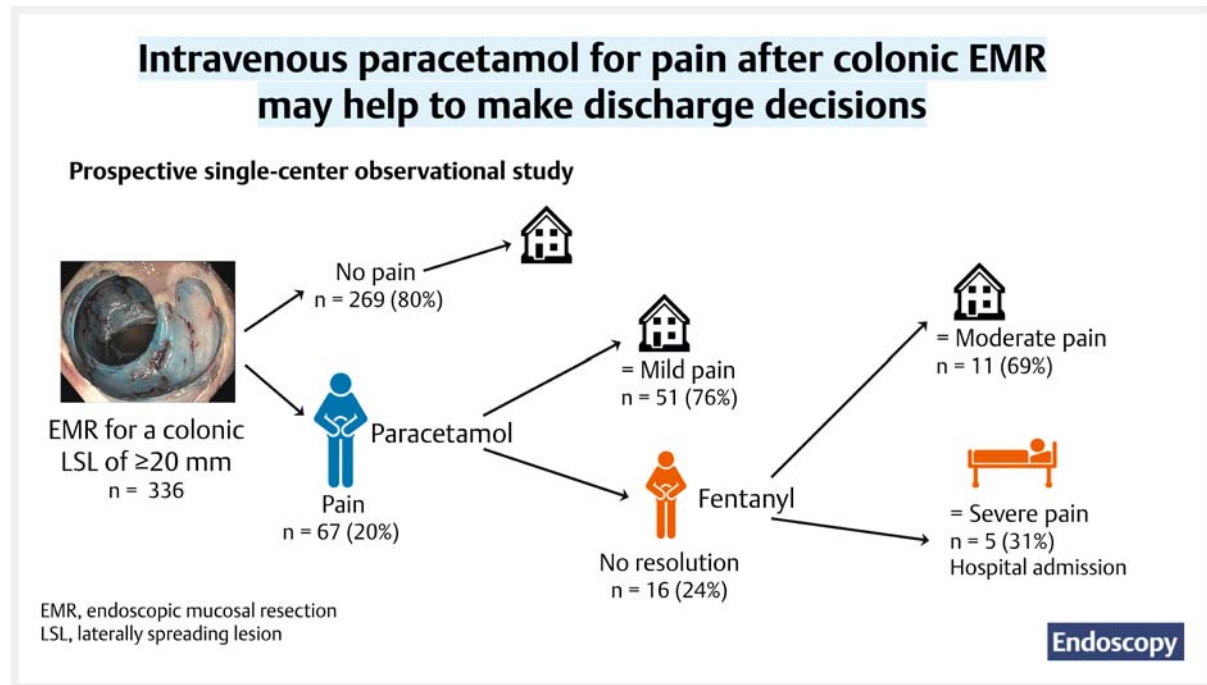 Intravenous paracetamol for pain after colonic EMR
may help to make discharge decisions
Prospective single-center observational study
No pain
n = 269 (80%)
EMR for a colonic
LSL of ≥20 mm
n = 336
Paracetamol
Pain
n = 67 (20%)
= Mild pain
n = 51 (76%)
Fentanyl
No resolution
n = 16 (24%)
= Moderate pain
n = 11 (69%)
= Severe pain
n = 5 (31%)
Hospital admission
EMR, endoscopic mucosal resection
LSL, laterally spreading lesion
Endoscopy